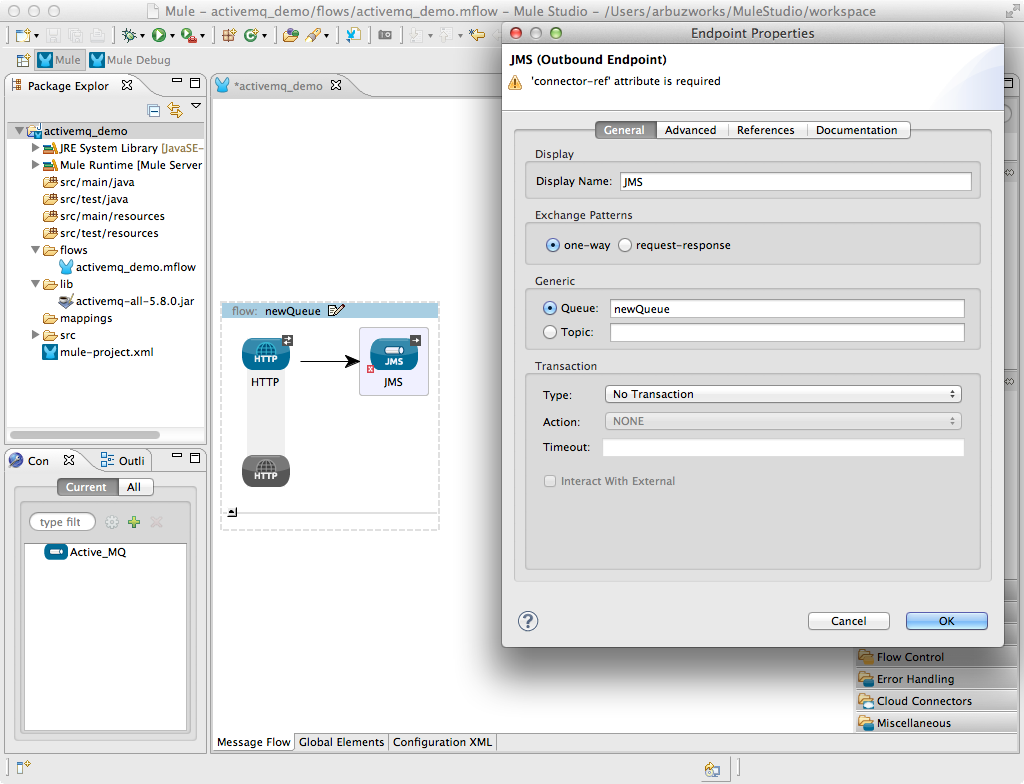 Mule – activemq_demo/flows/activemq_demo.mflow – Mule Studio – /Users/arbuzworks/MuleStudio/workspace
Mule
Mule Debug
Package Explor
activemq_demo
JRE System Library [JavaSE-
Mule Runtime [Mule Server
src/main/java
src/test/java
src/main/resources
src/test/resources
flows
activemq_demo.mflow
lib
activemq-all-5.8.0.jar
mappings
src
mule-project.xml
Con
Outli
Current
All
type filt
Active_MQ
*activemq_demo
flow: newQueue
HTTP
JMS
HTTP
JMS
HTTP
Message Flow
Global Elements
Configuration XML
Endpoint Properties
JMS (Outbound Endpoint)
'connector-ref' attribute is required
General
Advanced
References
Documentation
Display
Display Name: JMS
Exchange Patterns
one-way
request-response
Generic
Queue: newQueue
Topic:
Transaction
Type: No Transaction
Action: NONE
Timeout:
Interact With External
?
Cancel
OK
Flow Control
Error Handling
Cloud Connectors
Miscellaneous